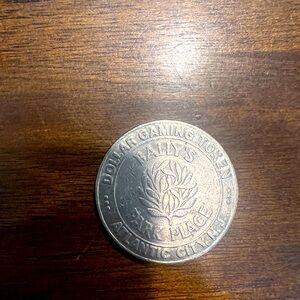 DOLLAR GAMING TOKEN
BALLY'S
PARK PLACE
ATLANTIC CITY, N.J.